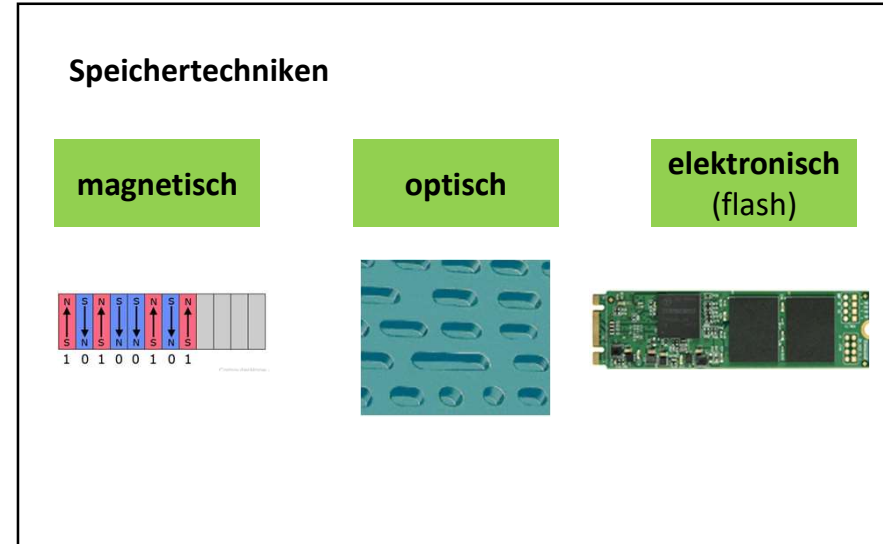 Speichertechniken
magnetisch
optisch
elektronisch
(flash)
N S N S S N S N
S N S N N S N S
1 0 1 0 0 1 0 1